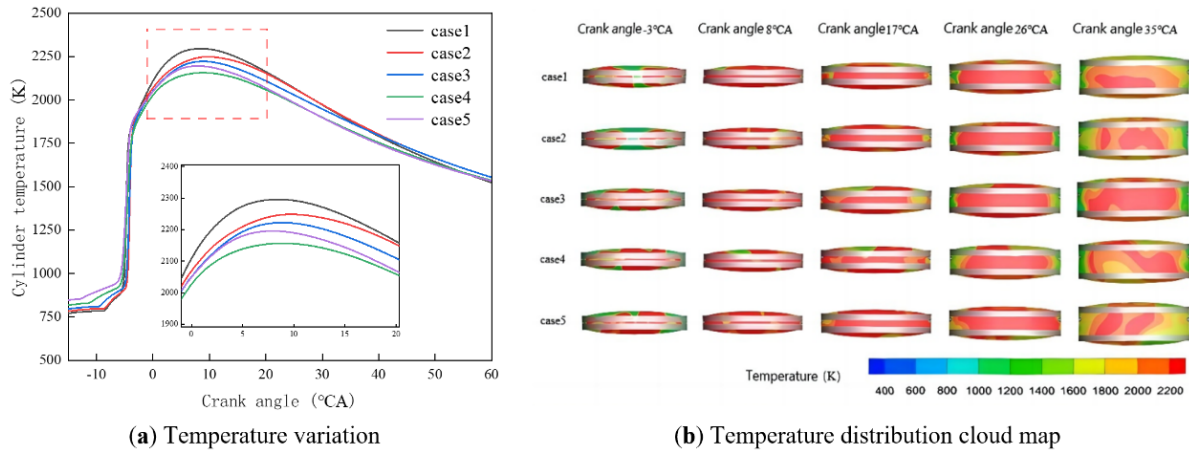 2500
2250
2000
1750
1500
1250
1000
750
500
Cylinder temperature (K)
case1
case2
case3
case4
case5
2400
2300
2200
2100
2000
1900
0
5
10
15
20
-10
0
10
20
30
40
50
60
Crank angle (°CA)
(a) Temperature variation
Crank angle -3°CA
Crank angle 8°CA
Crank angle17°CA
Crank angle 26°CA
Crank angle 35°CA
case1
case2
case3
case4
case5
Temperature (K)
400 600 800 1000 1200 1400 1600 1800 2000 2200
(b) Temperature distribution cloud map